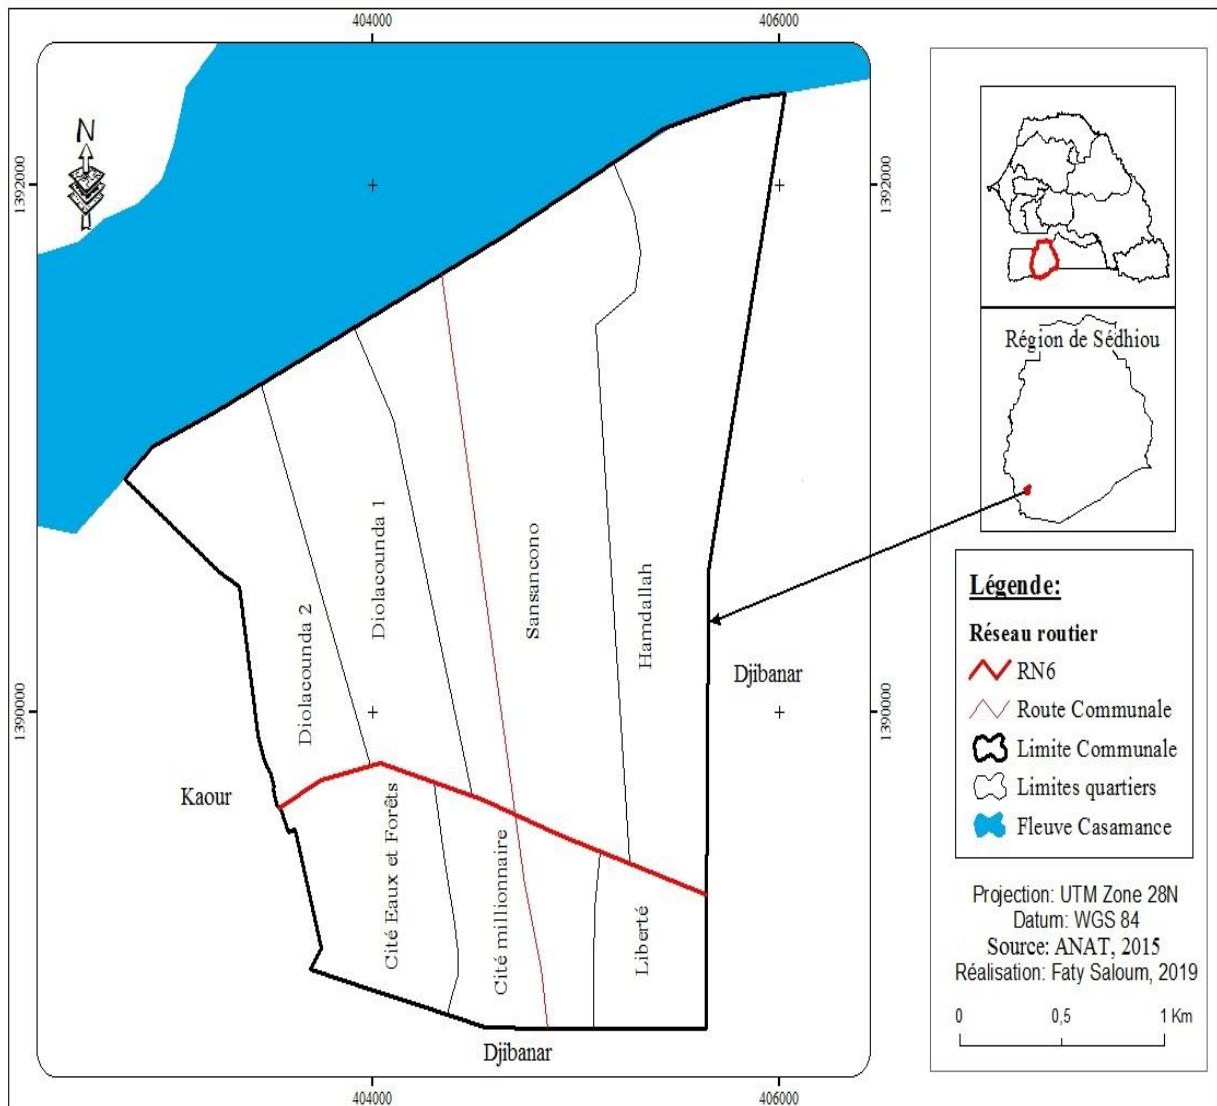 404000
406000
N
1392000
1392000
Région de Sédhiou
Diolacounda 2
Diolacounda 1
Sansancono
Hamdallah
Djibanar
1390000
1390000
Kaour
Cité Eaux et Forêts
Cité millionnaire
Liberté
Djibanar
404000
406000
Légende:
Réseau routier
RN6
Route Communale
Limite Communale
Limites quartiers
Fleuve Casamance
Projection: UTM Zone 28N
Datum: WGS 84
Source: ANAT, 2015
Réalisation: Faty Saloum, 2019
0 0,5 1 Km